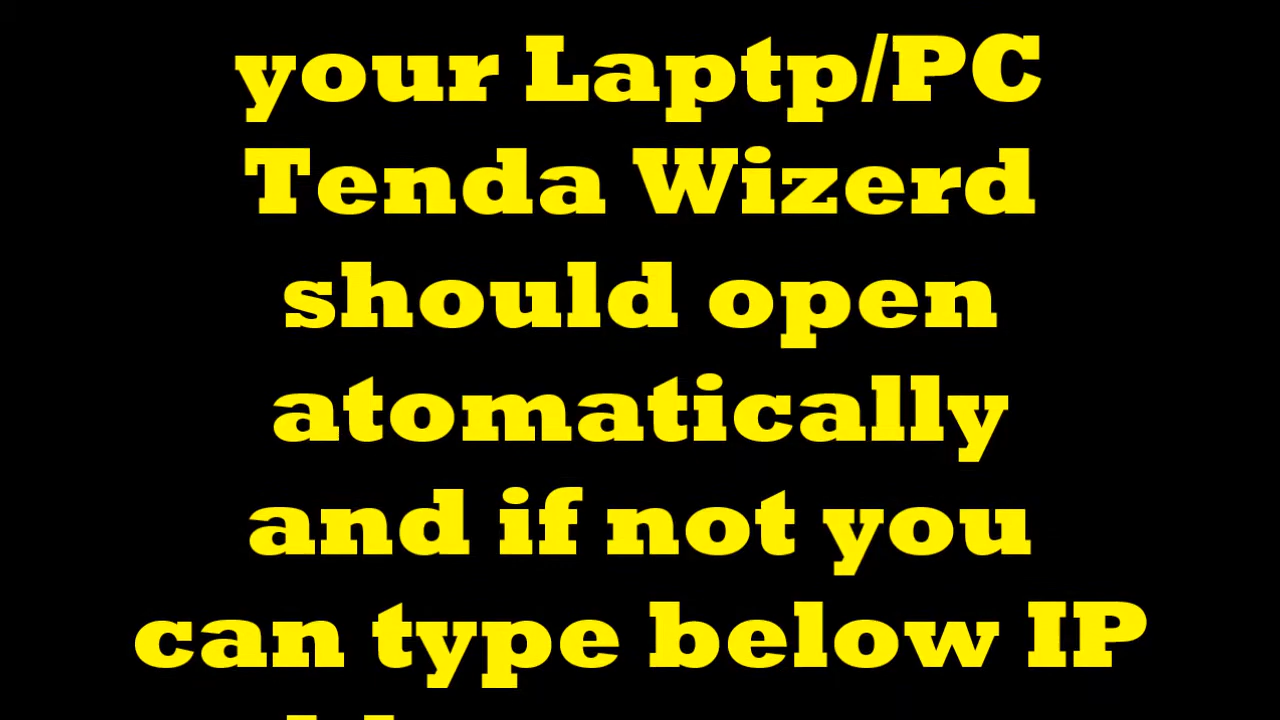 your Laptp/PC
Tenda Wizerd
should open
atomatically
and if not you
can type below IP